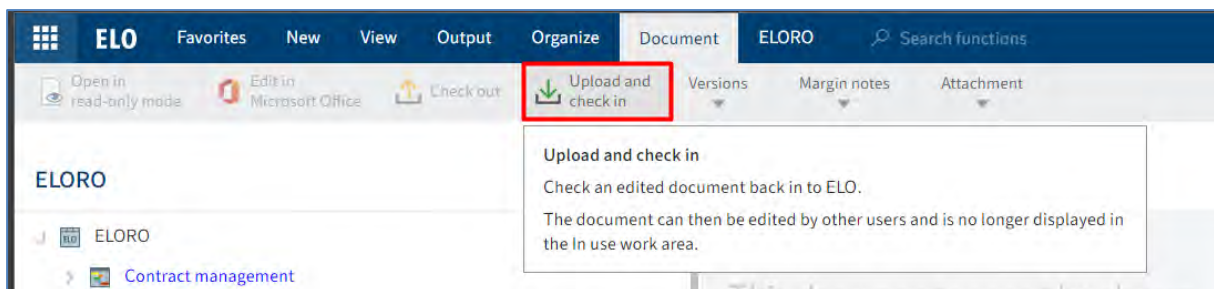 ELO Favorites New View Output Organize Document ELORO Search functions
Open in
read-only mode
Edit in
Microsoft Office
Check out
Upload and
check in
Versions
Margin notes
Attachment
Upload and check in
Check an edited document back in to ELO.
The document can then be edited by other users and is no longer displayed in
the In use work area.
ELORO
ELORO
Contract management